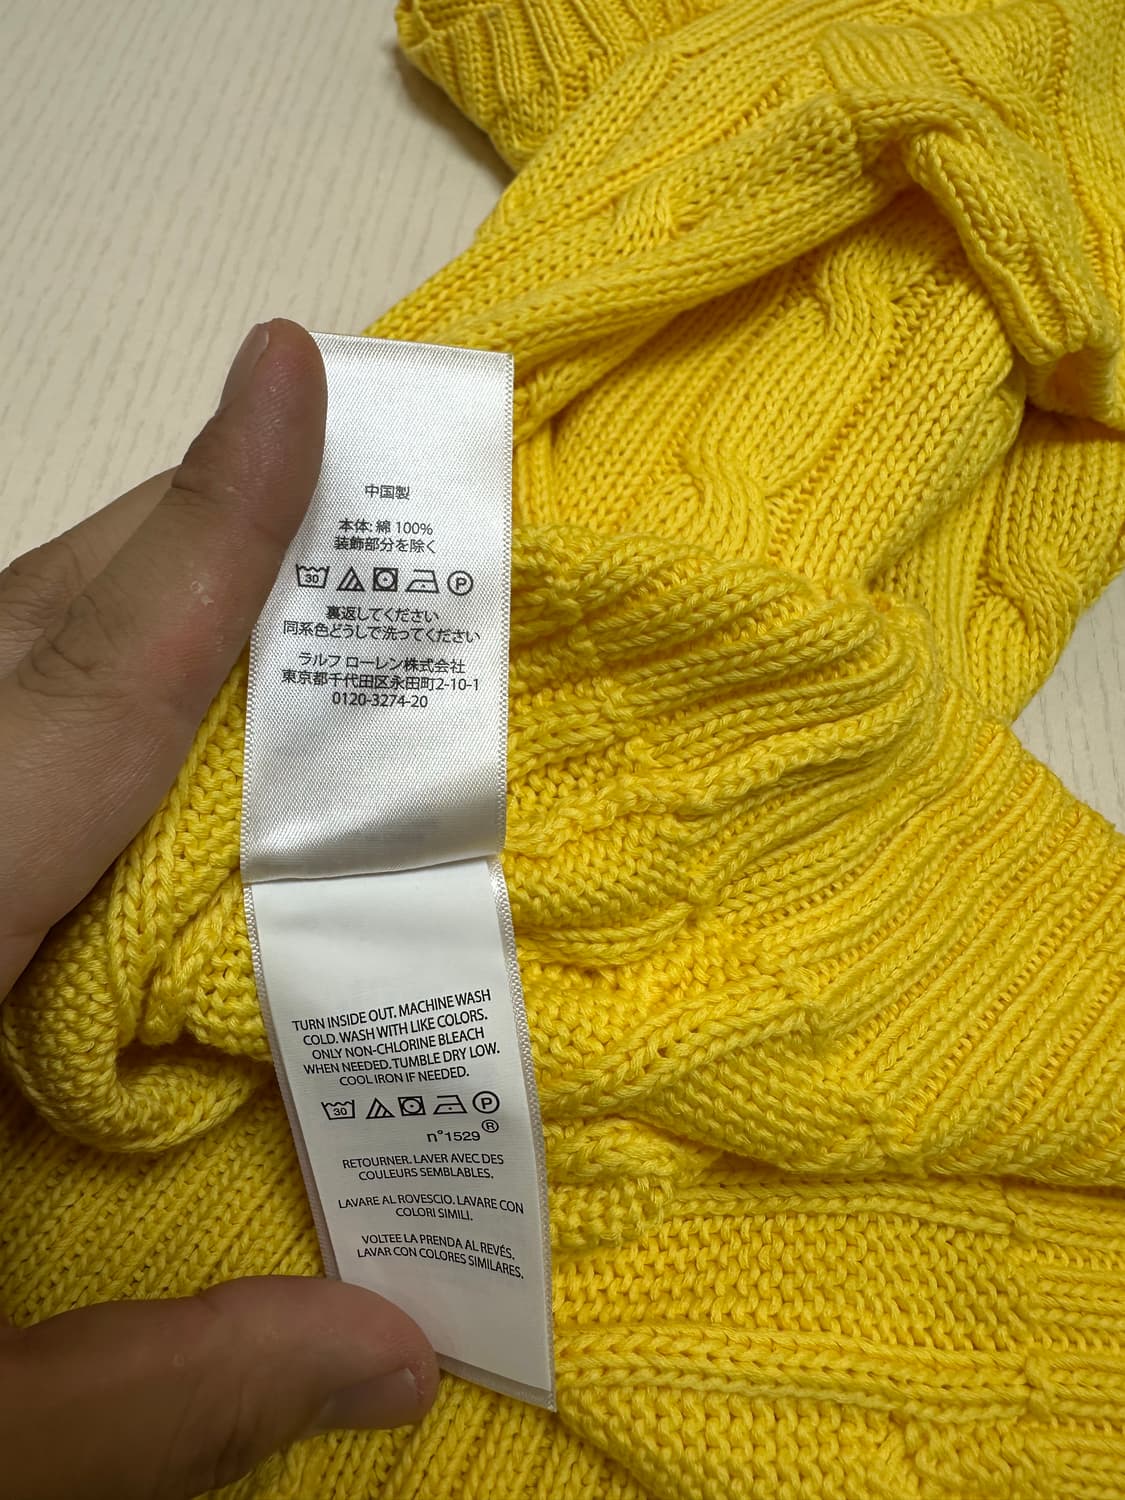 中国製
本体: 綿 100%
装飾部分を除く
30 P
裏返してください
同系色どうしで洗ってください
ラルフ ローレン株式会社
東京都千代田区永田町2-10-1
0120-3274-20
TURN INSIDE OUT. MACHINE WASH
COLD. WASH WITH LIKE COLORS.
ONLY NON-CHLORINE BLEACH
WHEN NEEDED. TUMBLE DRY LOW.
COOL IRON IF NEEDED.
30 P
n°1529 ®
RETOURNER. LAVER AVEC DES
COULEURS SEMBLABLES.
LAVARE AL ROVESCIO. LAVARE CON
COLORI SIMILI.
VOLTEE LA PRENDA AL REVÉS.
LAVAR CON COLORES SIMILARES.